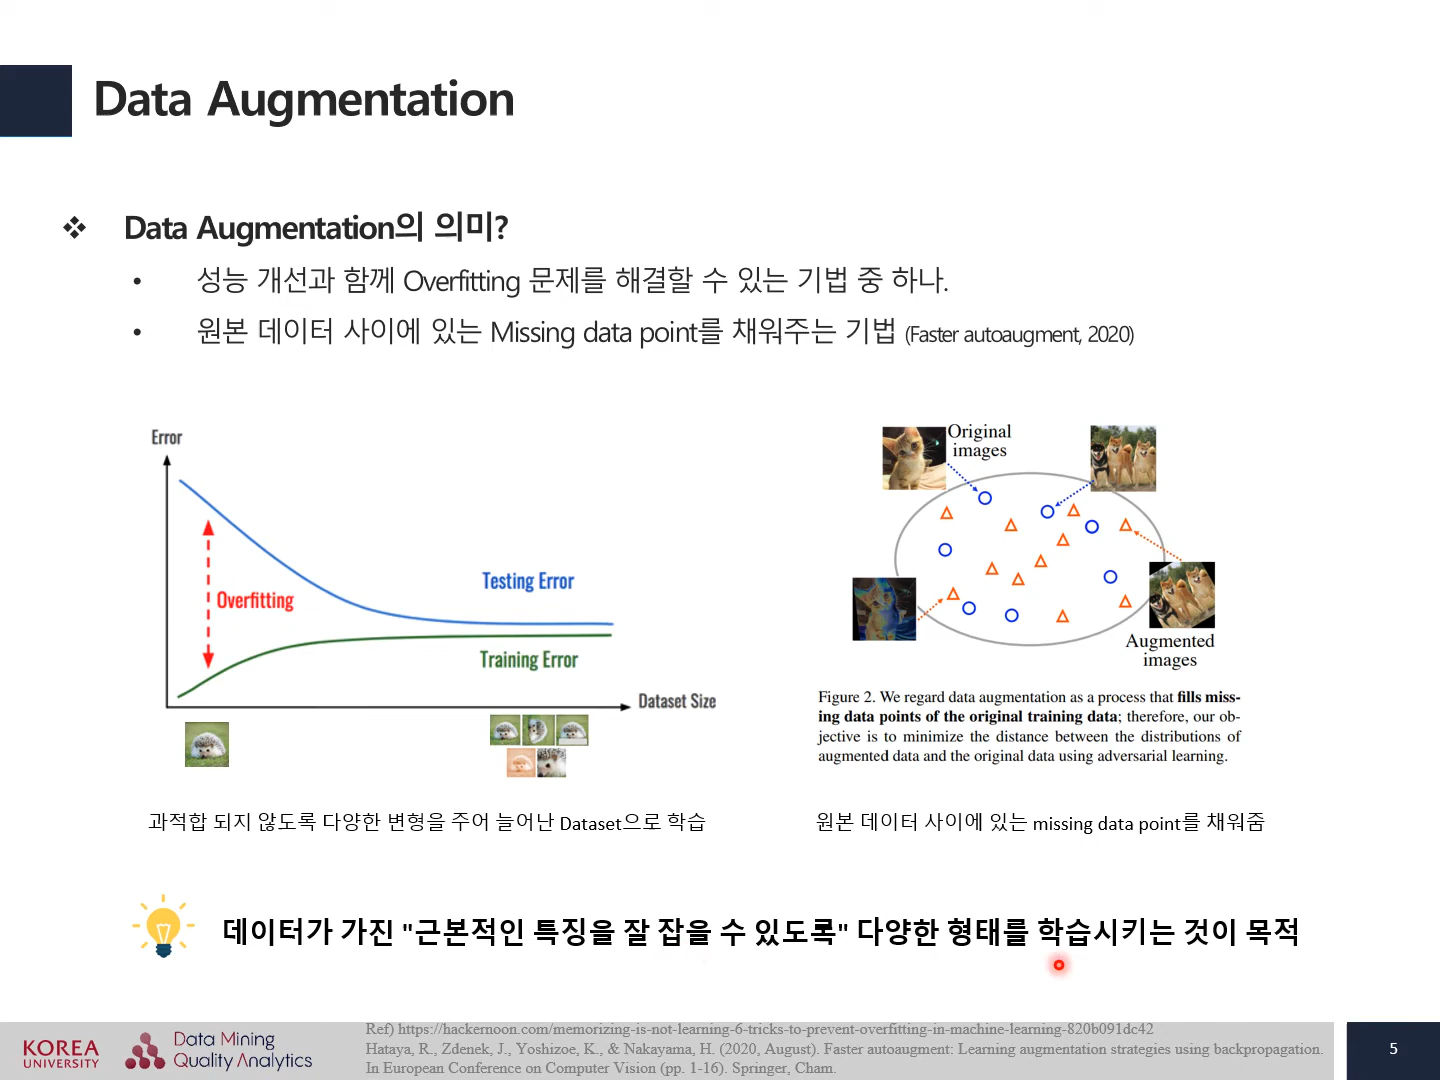 Data Augmentation
❖ Data Augmentation의 의미?
• 성능 개선과 함께 Overfitting 문제를 해결할 수 있는 기법 중 하나.
• 원본 데이터 사이에 있는 Missing data point를 채워주는 기법 (Faster autoaugment, 2020)
Error
Testing Error
Overfitting
Training Error
Dataset Size
과적합 되지 않도록 다양한 변형을 주어 늘어난 Dataset으로 학습
Original
images
Augmented
images
Figure 2. We regard data augmentation as a process that fills miss-
ing data points of the original training data; therefore, our ob-
jective is to minimize the distance between the distributions of
augmented data and the original data using adversarial learning.
원본 데이터 사이에 있는 missing data point를 채워줌
데이터가 가진 "근본적인 특징을 잘 잡을 수 있도록" 다양한 형태를 학습시키는 것이 목적
KOREA
UNIVERSITY
Data Mining
Quality Analytics
Ref) https://hackernoon.com/memorizing-is-not-learning-6-tricks-to-prevent-overfitting-in-machine-learning-820b091dc42
Hataya, R., Zdenek, J., Yoshizoe, K., & Nakayama, H. (2020, August). Faster autoaugment: Learning augmentation strategies using backpropagation.
In European Conference on Computer Vision (pp. 1-16). Springer, Cham.
5